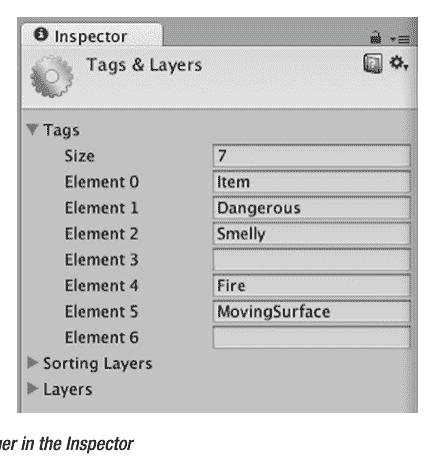 Inspector
Tags & Layers
Tags
Size 7
Element 0 Item
Element 1 Dangerous
Element 2 Smelly
Element 3
Element 4 Fire
Element 5 MovingSurface
Element 6
Sorting Layers
Layers
in the Inspector